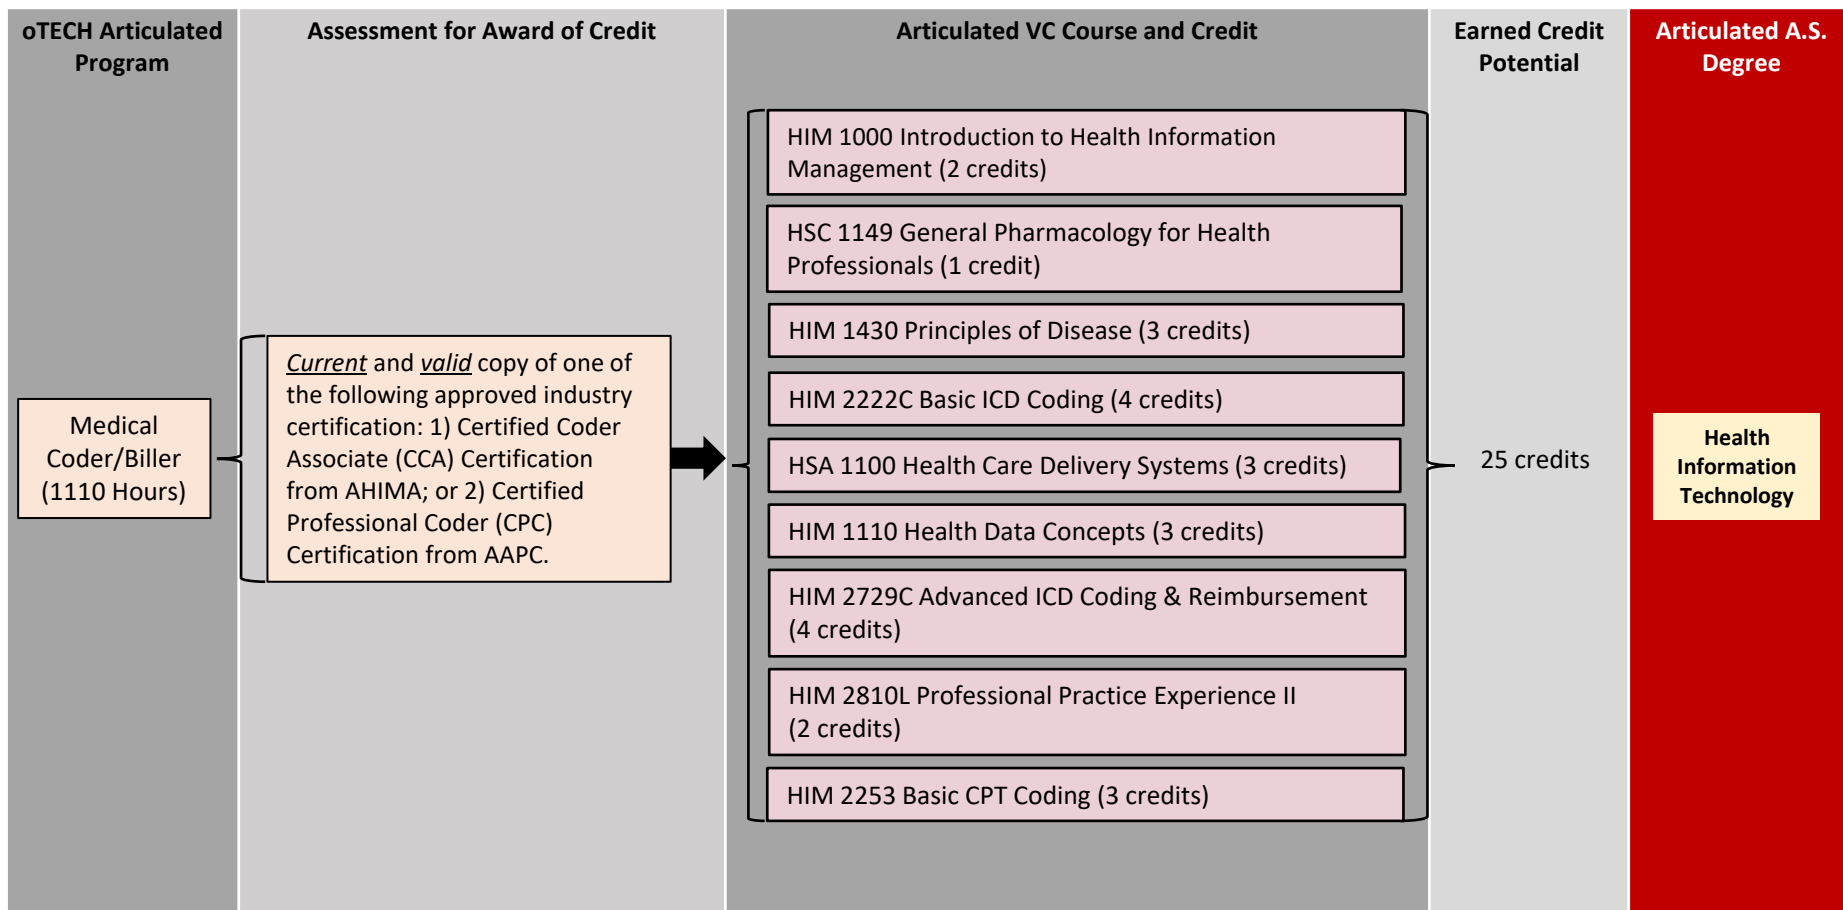 oTECH Articulated
Program
Assessment for Award of Credit
Articulated VC Course and Credit
Earned Credit
Potential
Articulated A.S.
Degree
Medical
Coder/Biller
(1110 Hours)
Current and valid copy of one of
the following approved industry
certification: 1) Certified Coder
Associate (CCA) Certification
from AHIMA; or 2) Certified
Professional Coder (CPC)
Certification from AAPC.
HIM 1000 Introduction to Health Information
Management (2 credits)
HSC 1149 General Pharmacology for Health
Professionals (1 credit)
HIM 1430 Principles of Disease (3 credits)
HIM 2222C Basic ICD Coding (4 credits)
HSA 1100 Health Care Delivery Systems (3 credits)
HIM 1110 Health Data Concepts (3 credits)
HIM 2729C Advanced ICD Coding & Reimbursement
(4 credits)
HIM 2810L Professional Practice Experience II
(2 credits)
HIM 2253 Basic CPT Coding (3 credits)
25 credits
Health
Information
Technology